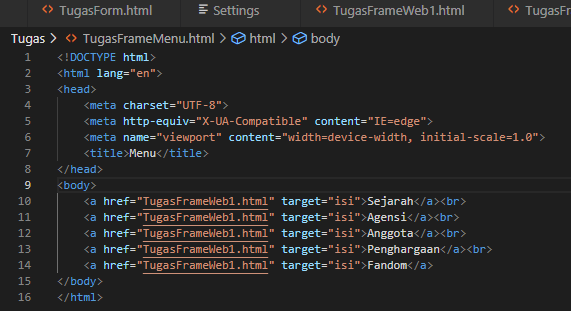 TugasForm.html Settings TugasFrameWeb1.html TugasFr
Tugas > TugasFrameMenu.html > html > body
1 <!DOCTYPE html>
2 <html lang="en">
3 <head>
4 <meta charset="UTF-8">
5 <meta http-equiv="X-UA-Compatible" content="IE=edge">
6 <meta name="viewport" content="width=device-width, initial-scale=1.0">
7 <title>Menu</title>
8 </head>
9 <body>
10 <a href="TugasFrameWeb1.html" target="isi">Sejarah</a><br>
11 <a href="TugasFrameWeb1.html" target="isi">Agensi</a><br>
12 <a href="TugasFrameWeb1.html" target="isi">Anggota</a><br>
13 <a href="TugasFrameWeb1.html" target="isi">Penghargaan</a><br>
14 <a href="TugasFrameWeb1.html" target="isi">Fandom</a>
15 </body>
16 </html>